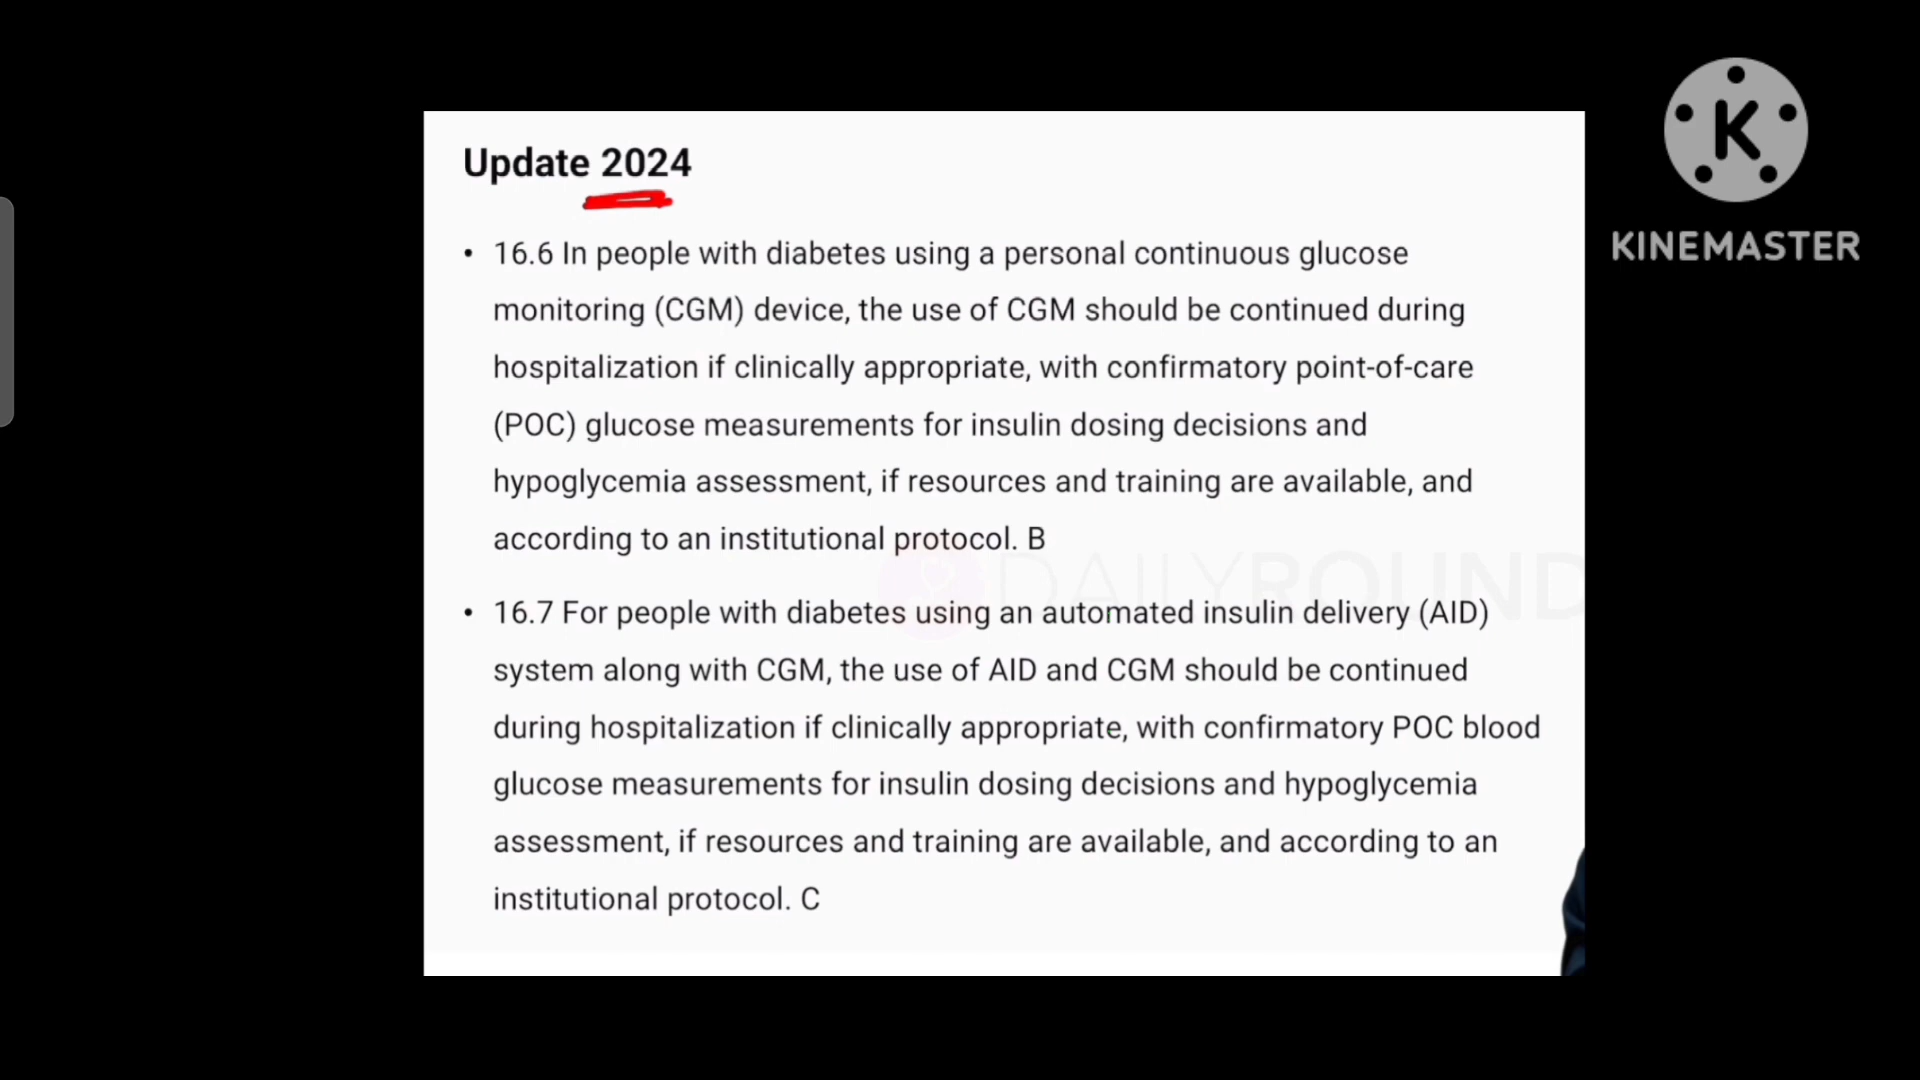 Update 2024
• 16.6 In people with diabetes using a personal continuous glucose
monitoring (CGM) device, the use of CGM should be continued during
hospitalization if clinically appropriate, with confirmatory point-of-care
(POC) glucose measurements for insulin dosing decisions and
hypoglycemia assessment, if resources and training are available, and
according to an institutional protocol. B
DAILYROUND
• 16.7 For people with diabetes using an automated insulin delivery (AID)
system along with CGM, the use of AID and CGM should be continued
during hospitalization if clinically appropriate, with confirmatory POC blood
glucose measurements for insulin dosing decisions and hypoglycemia
assessment, if resources and training are available, and according to an
institutional protocol. C
K
KINEMASTER